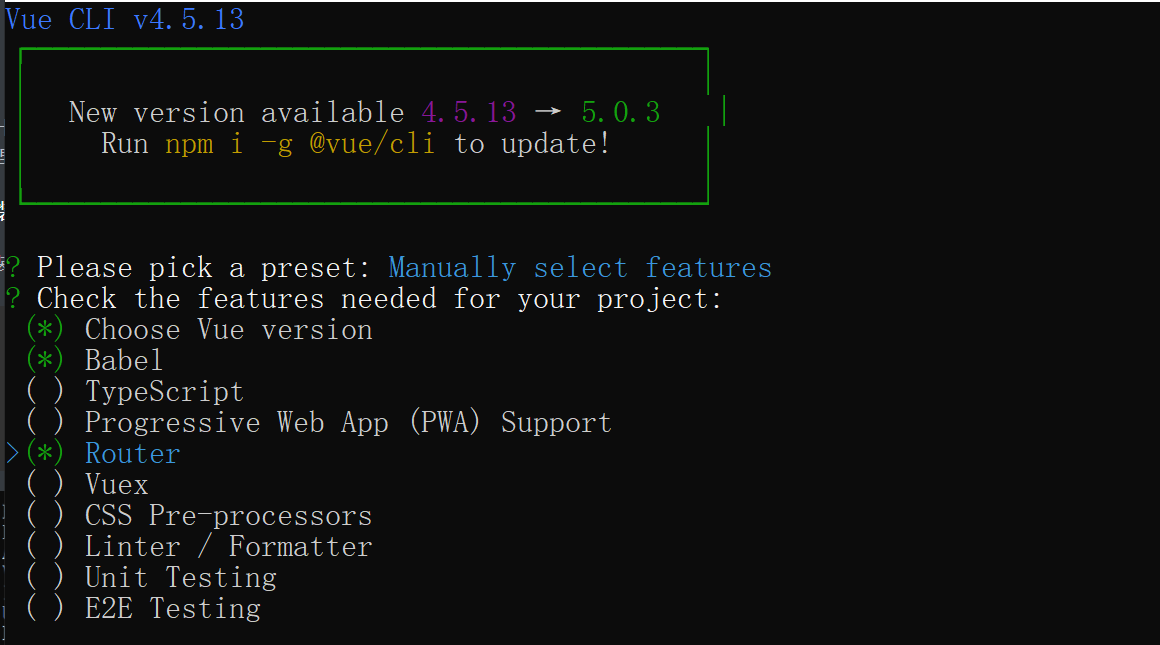 Vue CLI v4.5.13
New version available 4.5.13 → 5.0.3
Run npm i -g @vue/cli to update!
? Please pick a preset: Manually select features
? Check the features needed for your project:
(*) Choose Vue version
(*) Babel
( ) TypeScript
( ) Progressive Web App (PWA) Support
>(*) Router
( ) Vuex
( ) CSS Pre-processors
( ) Linter / Formatter
( ) Unit Testing
( ) E2E Testing